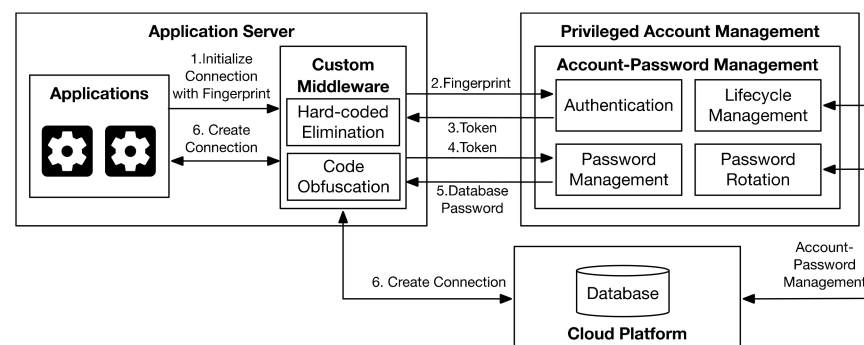 Application Server
1.Initialize
Connection
with Fingerprint
Applications
6. Create
Connection
Custom
Middleware
Hard-coded
Elimination
Code
Obfuscation
2.Fingerprint
3.Token
4.Token
5.Database
Password
Privileged Account Management
Account-Password Management
Authentication
Lifecycle
Management
Password
Management
Password
Rotation
6. Create Connection
Database
Cloud Platform
Account-
Password
Management